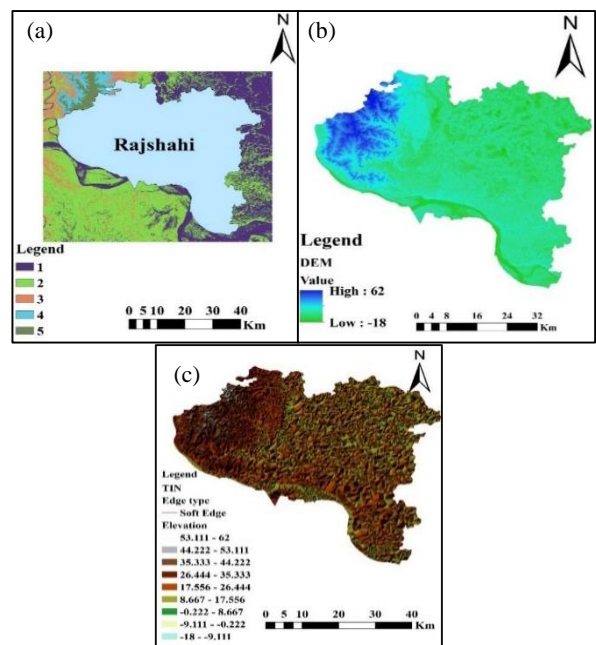 (a)
N
Rajshahi
Legend
1
2
3
4
5
0 5 10 20 30 40
Km
(b)
N
Legend
DEM
Value
High : 62
Low : -18
0 4 8 16 24 32
Km
(c)
N
Legend
TIN
Edge type
Soft Edge
Elevation
53.111 - 62
44.222 - 53.111
35.333 - 44.222
26.444 - 35.333
17.556 - 26.444
8.667 - 17.556
-0.222 - 8.667
-9.111 - -0.222
-18 - -9.111
0 5 10 20 30 40
Km